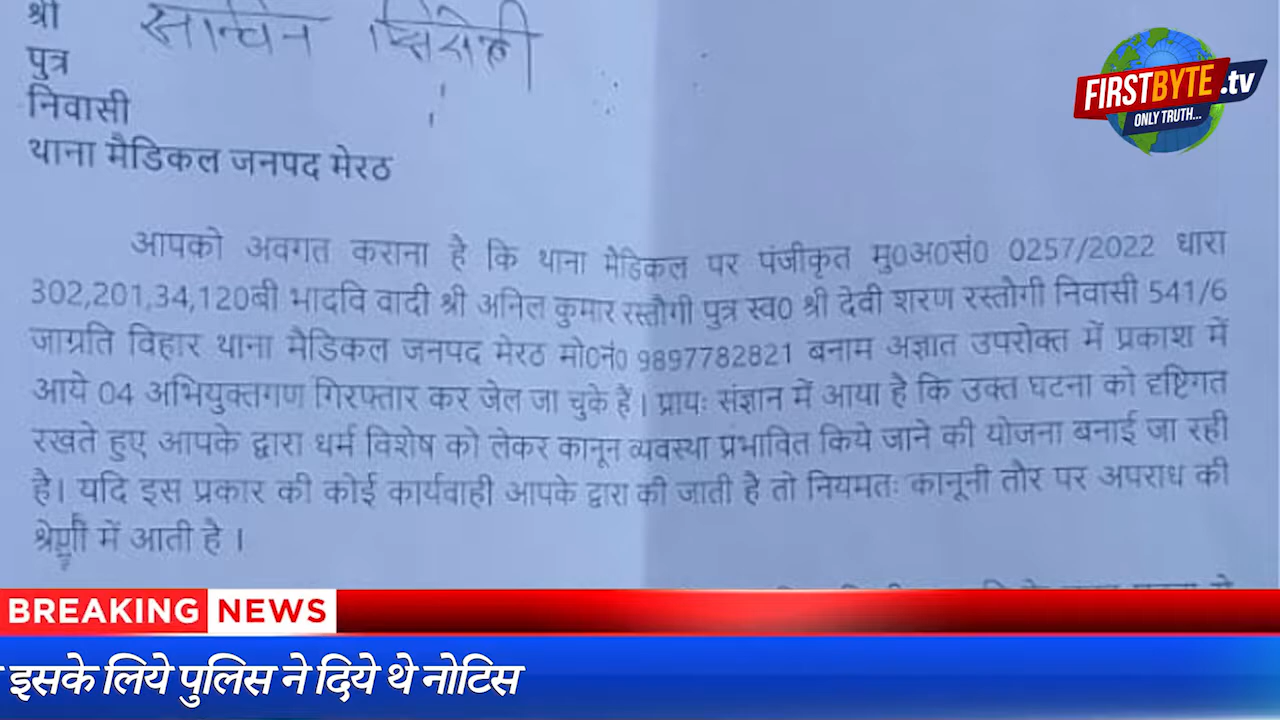 श्री
पुत्र
निवासी
थाना मैडिकल जनपद मेरठ
FIRSTBYTE.tv
ONLY TRUTH...
आपको अवगत कराना है कि थाना मैडिकल पर पंजीकृत मु0अ0सं0 0257/2022 धारा
302,201,34,120बी भादवि वादी श्री अनिल कुमार रस्तौगी पुत्र स्व0 श्री देवी शरण रस्तोगी निवासी 541/6
जाग्रति विहार थाना मैडिकल जनपद मेरठ मो0नं0 9897782821 बनाम अज्ञात उपरोक्त में प्रकाश में
आये 04 अभियुक्तगण गिरफ्तार कर जेल जा चुके हैं । प्रायः संज्ञान में आया है कि उक्त घटना को दृष्टिगत
रखते हुए आपके द्वारा धर्म विशेष को लेकर कानून व्यवस्था प्रभावित किये जाने की योजना बनाई जा रही
है। यदि इस प्रकार की कोई कार्यवाही आपके द्वारा की जाती है तो नियमतः कानूनी तौर पर अपराध की
श्रेणी में आती है ।
BREAKING NEWS
इसके लिये पुलिस ने दिये थे नोटिस